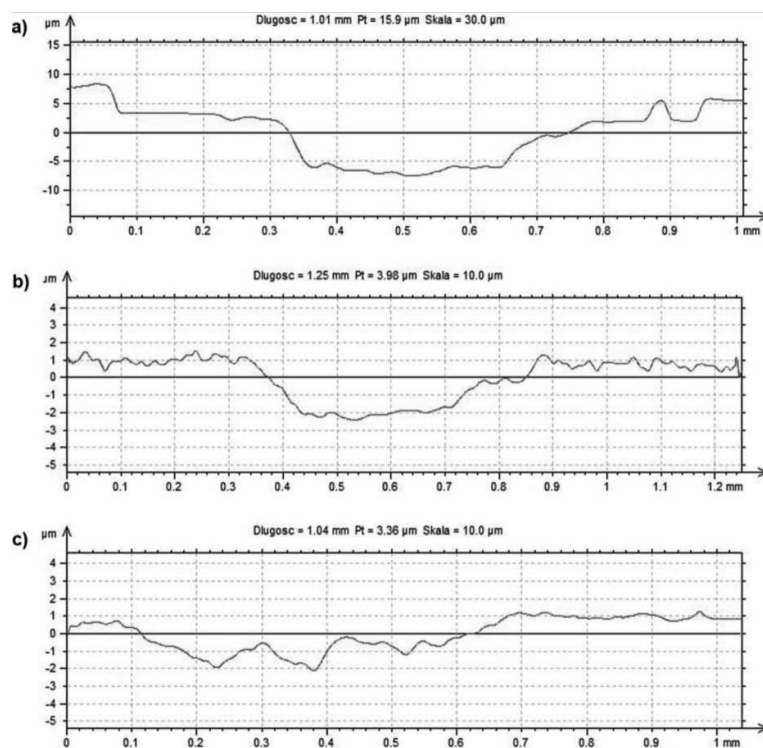 a)
µm
Dlugosc = 1.01 mm Pt = 15.9 µm Skala = 30.0 µm
15
10
5
0
-5
-10
0 0.1 0.2 0.3 0.4 0.5 0.6 0.7 0.8 0.9 1 mm
b)
µm
Dlugosc = 1.25 mm Pt = 3.98 µm Skala = 10.0 µm
4
3
2
1
0
-1
-2
-3
-4
-5
0 0.1 0.2 0.3 0.4 0.5 0.6 0.7 0.8 0.9 1 1.1 1.2 mm
c)
µm
Dlugosc = 1.04 mm Pt = 3.36 µm Skala = 10.0 µm
4
3
2
1
0
-1
-2
-3
-4
-5
0 0.1 0.2 0.3 0.4 0.5 0.6 0.7 0.8 0.9 1 mm